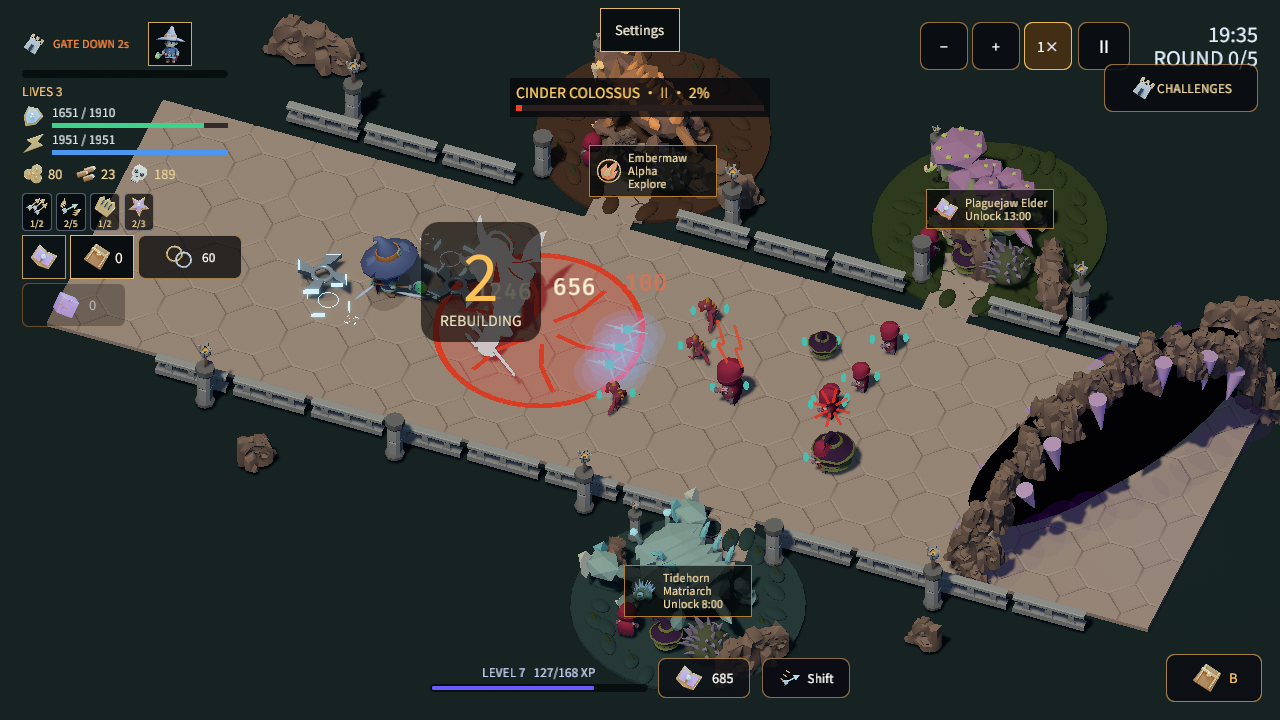 GATE DOWN 2s
Settings
−
+
1×
19:35
ROUND 0/5
CHALLENGES
LIVES 3
1651 / 1910
1951 / 1951
80
23
189
1/2
2/5
1/2
2/3
0
60
0
CINDER COLOSSUS • II • 2%
Embermaw
Alpha
Explore
Plaguejaw Elder
Unlock 13:00
2
REBUILDING
246
656
100
Tidehorn
Matriarch
Unlock 8:00
LEVEL 7 127/168 XP
685
Shift
B